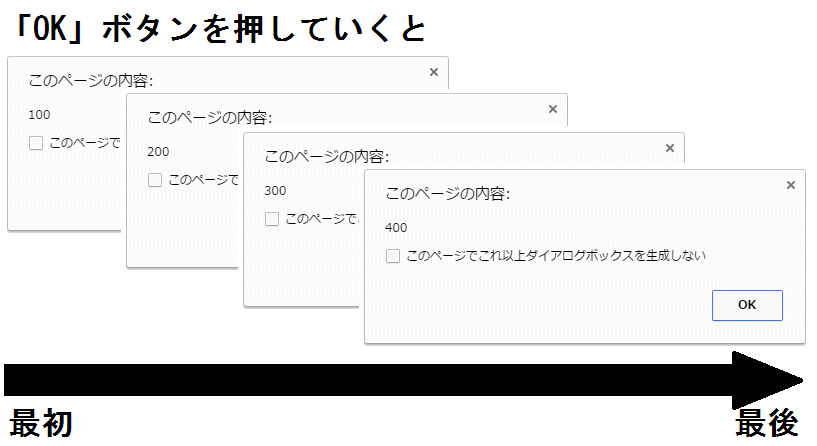 「OK」ボタンを押していくと
このページの内容:
100
このページで
このページの内容:
200
このページで
このページの内容:
300
このページでこ
このページの内容:
400
このページでこれ以上ダイアログボックスを生成しない
OK
最初
最後